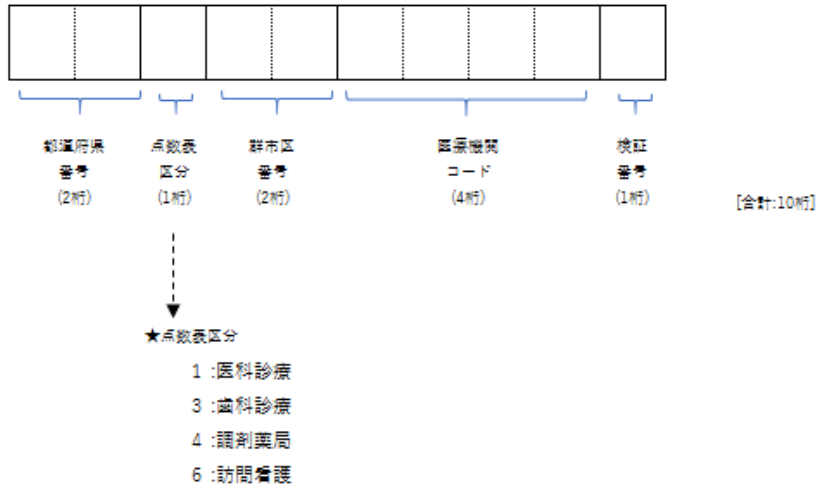 都道府県
番号
(2桁)
点数表
区分
(1桁)
群市区
番号
(2桁)
医療機関
コード
(4桁)
検証
番号
(1桁)
[合計:10桁]
★点数表区分
1 :医科診療
3 :歯科診療
4 :調剤薬局
6 :訪問看護